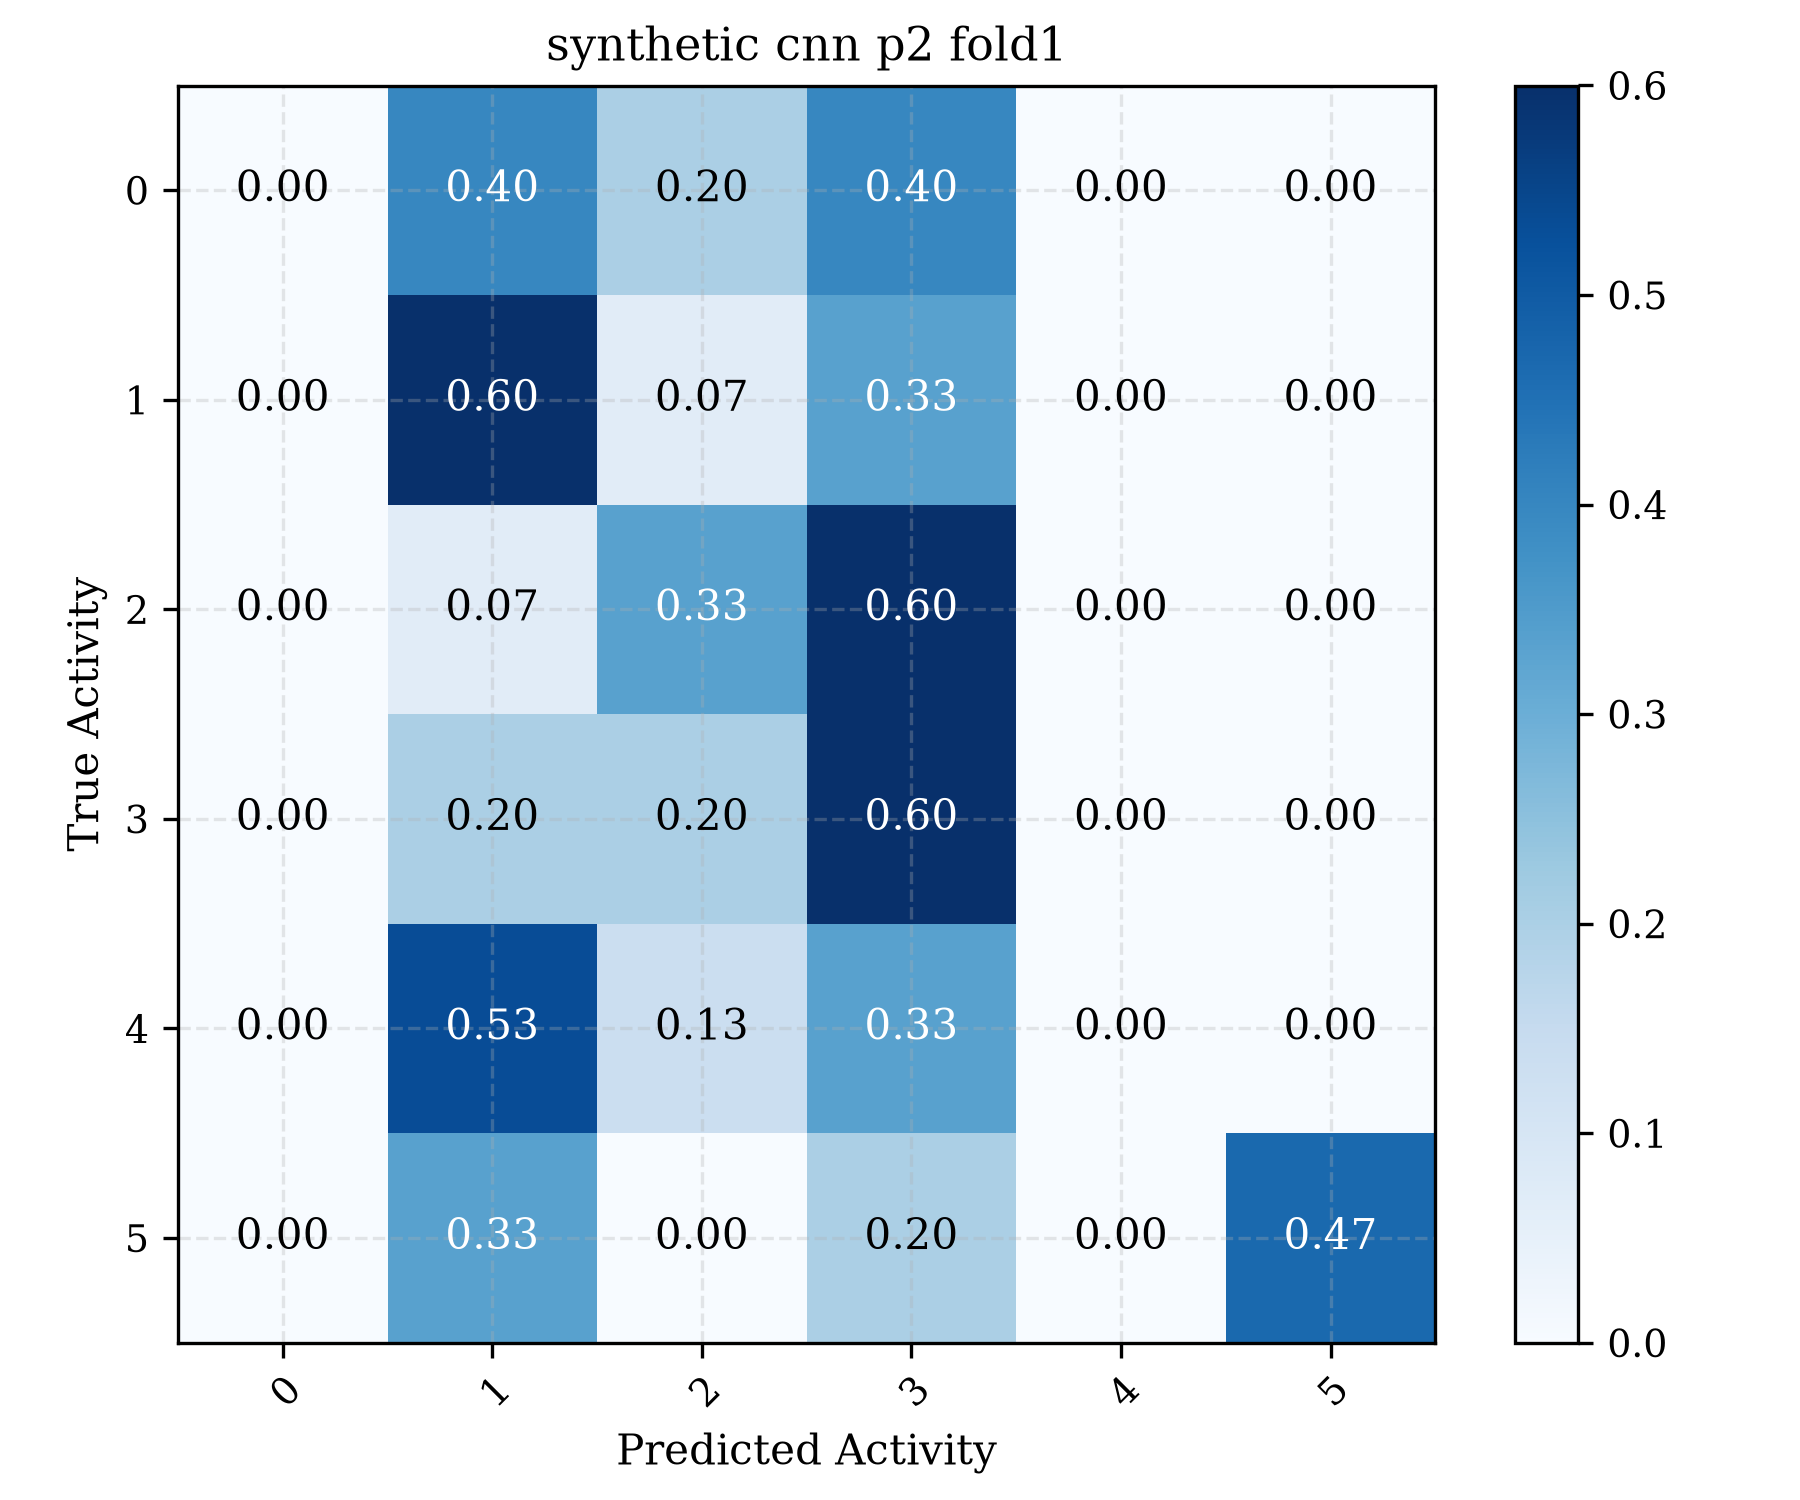 synthetic cnn p2 fold1
0.6
0 0.00 0.40 0.20 0.40 0.00 0.00
0.5
1 0.00 0.60 0.07 0.33 0.00 0.00
0.4
2 0.00 0.07 0.33 0.60 0.00 0.00
0.3
3 0.00 0.20 0.20 0.60 0.00 0.00
0.2
4 0.00 0.53 0.13 0.33 0.00 0.00
0.1
5 0.00 0.33 0.00 0.20 0.00 0.47
0.0
True Activity
0 1 2 3 4 5
Predicted Activity